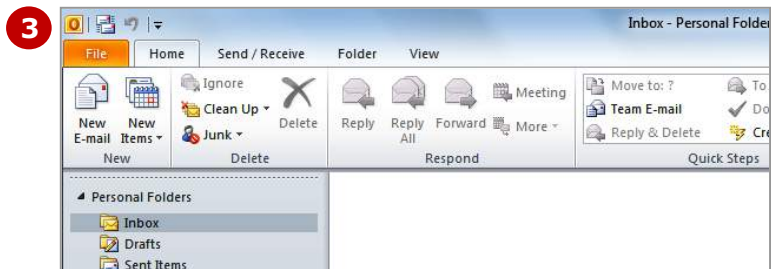 3
Inbox - Personal Folder
File Home Send / Receive Folder View
Ignore
Clean Up
Junk
New E-mail
New Items
Delete
Reply
Reply All
Forward
Meeting
More
Move to: ?
Team E-mail
Reply & Delete
To
Do
Cre
New Delete Respond Quick Steps
Personal Folders
Inbox
Drafts
Sent Items